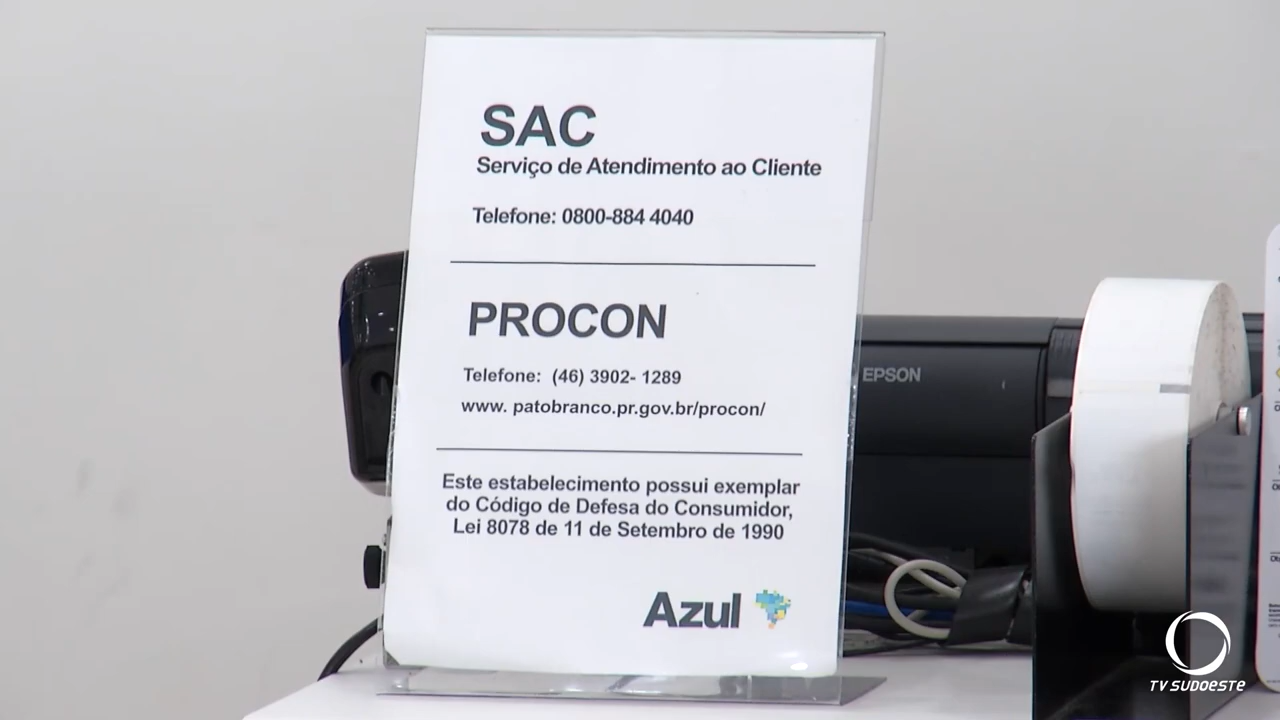 SAC
Serviço de Atendimento ao Cliente
Telefone: 0800-884 4040
PROCON
Telefone: (46) 3902- 1289
www. patobranco.pr.gov.br/procon/
Este estabelecimento possui exemplar
do Código de Defesa do Consumidor,
Lei 8078 de 11 de Setembro de 1990
Azul
EPSON
TV SUDOESTE